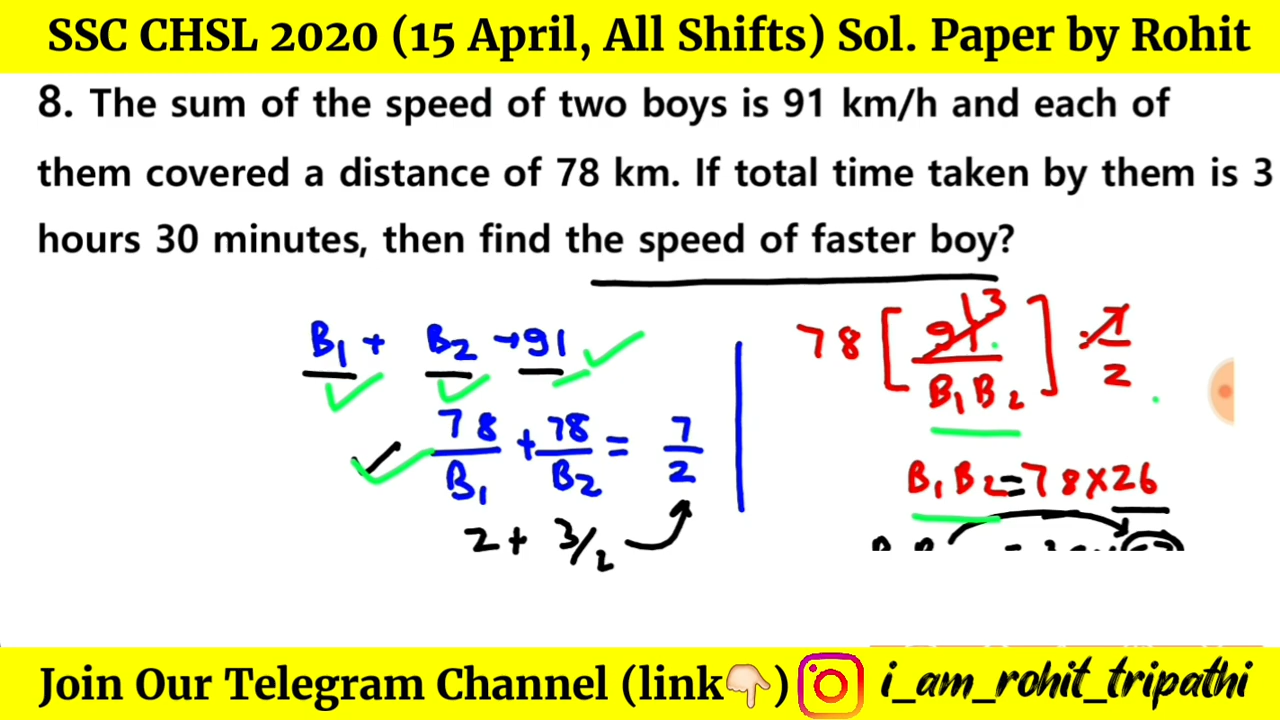 SSC CHSL 2020 (15 April, All Shifts) Sol. Paper by Rohit
8. The sum of the speed of two boys is 91 km/h and each of
them covered a distance of 78 km. If total time taken by them is 3
hours 30 minutes, then find the speed of faster boy?
B₁ + B₂ → 91
78/B₁ + 78/B₂ = 7/2
2 + 3/2
78 [ 91 13 / B₁B₂ ] = 7/2
B₁B₂ = 78 × 26
Join Our Telegram Channel (link👇🏻) i_am_rohit_tripathi